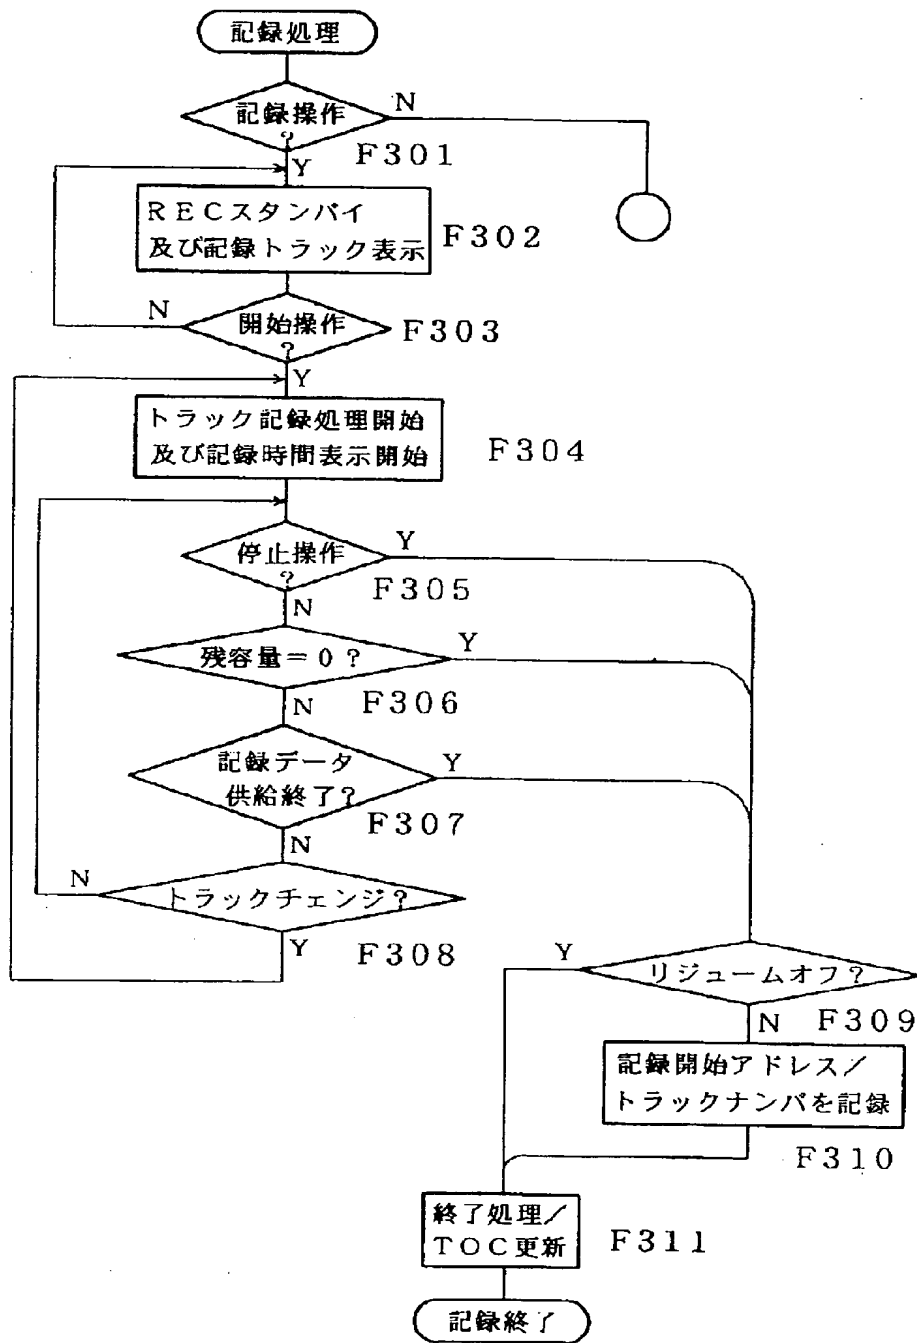 記録処理
記録操作
?
N
F301
Y
RECスタンバイ
及び記録トラック表示
F302
N
開始操作
?
F303
Y
トラック記録処理開始
及び記録時間表示開始
F304
停止操作
?
Y
F305
N
残容量=0?
Y
F306
N
記録データ
供給終了?
Y
F307
N
N
トラックチェンジ?
Y
F308
Y
リジュームオフ?
N
F309
記録開始アドレス/
トラックナンバを記録
F310
終了処理/
TOC更新
F311
記録終了